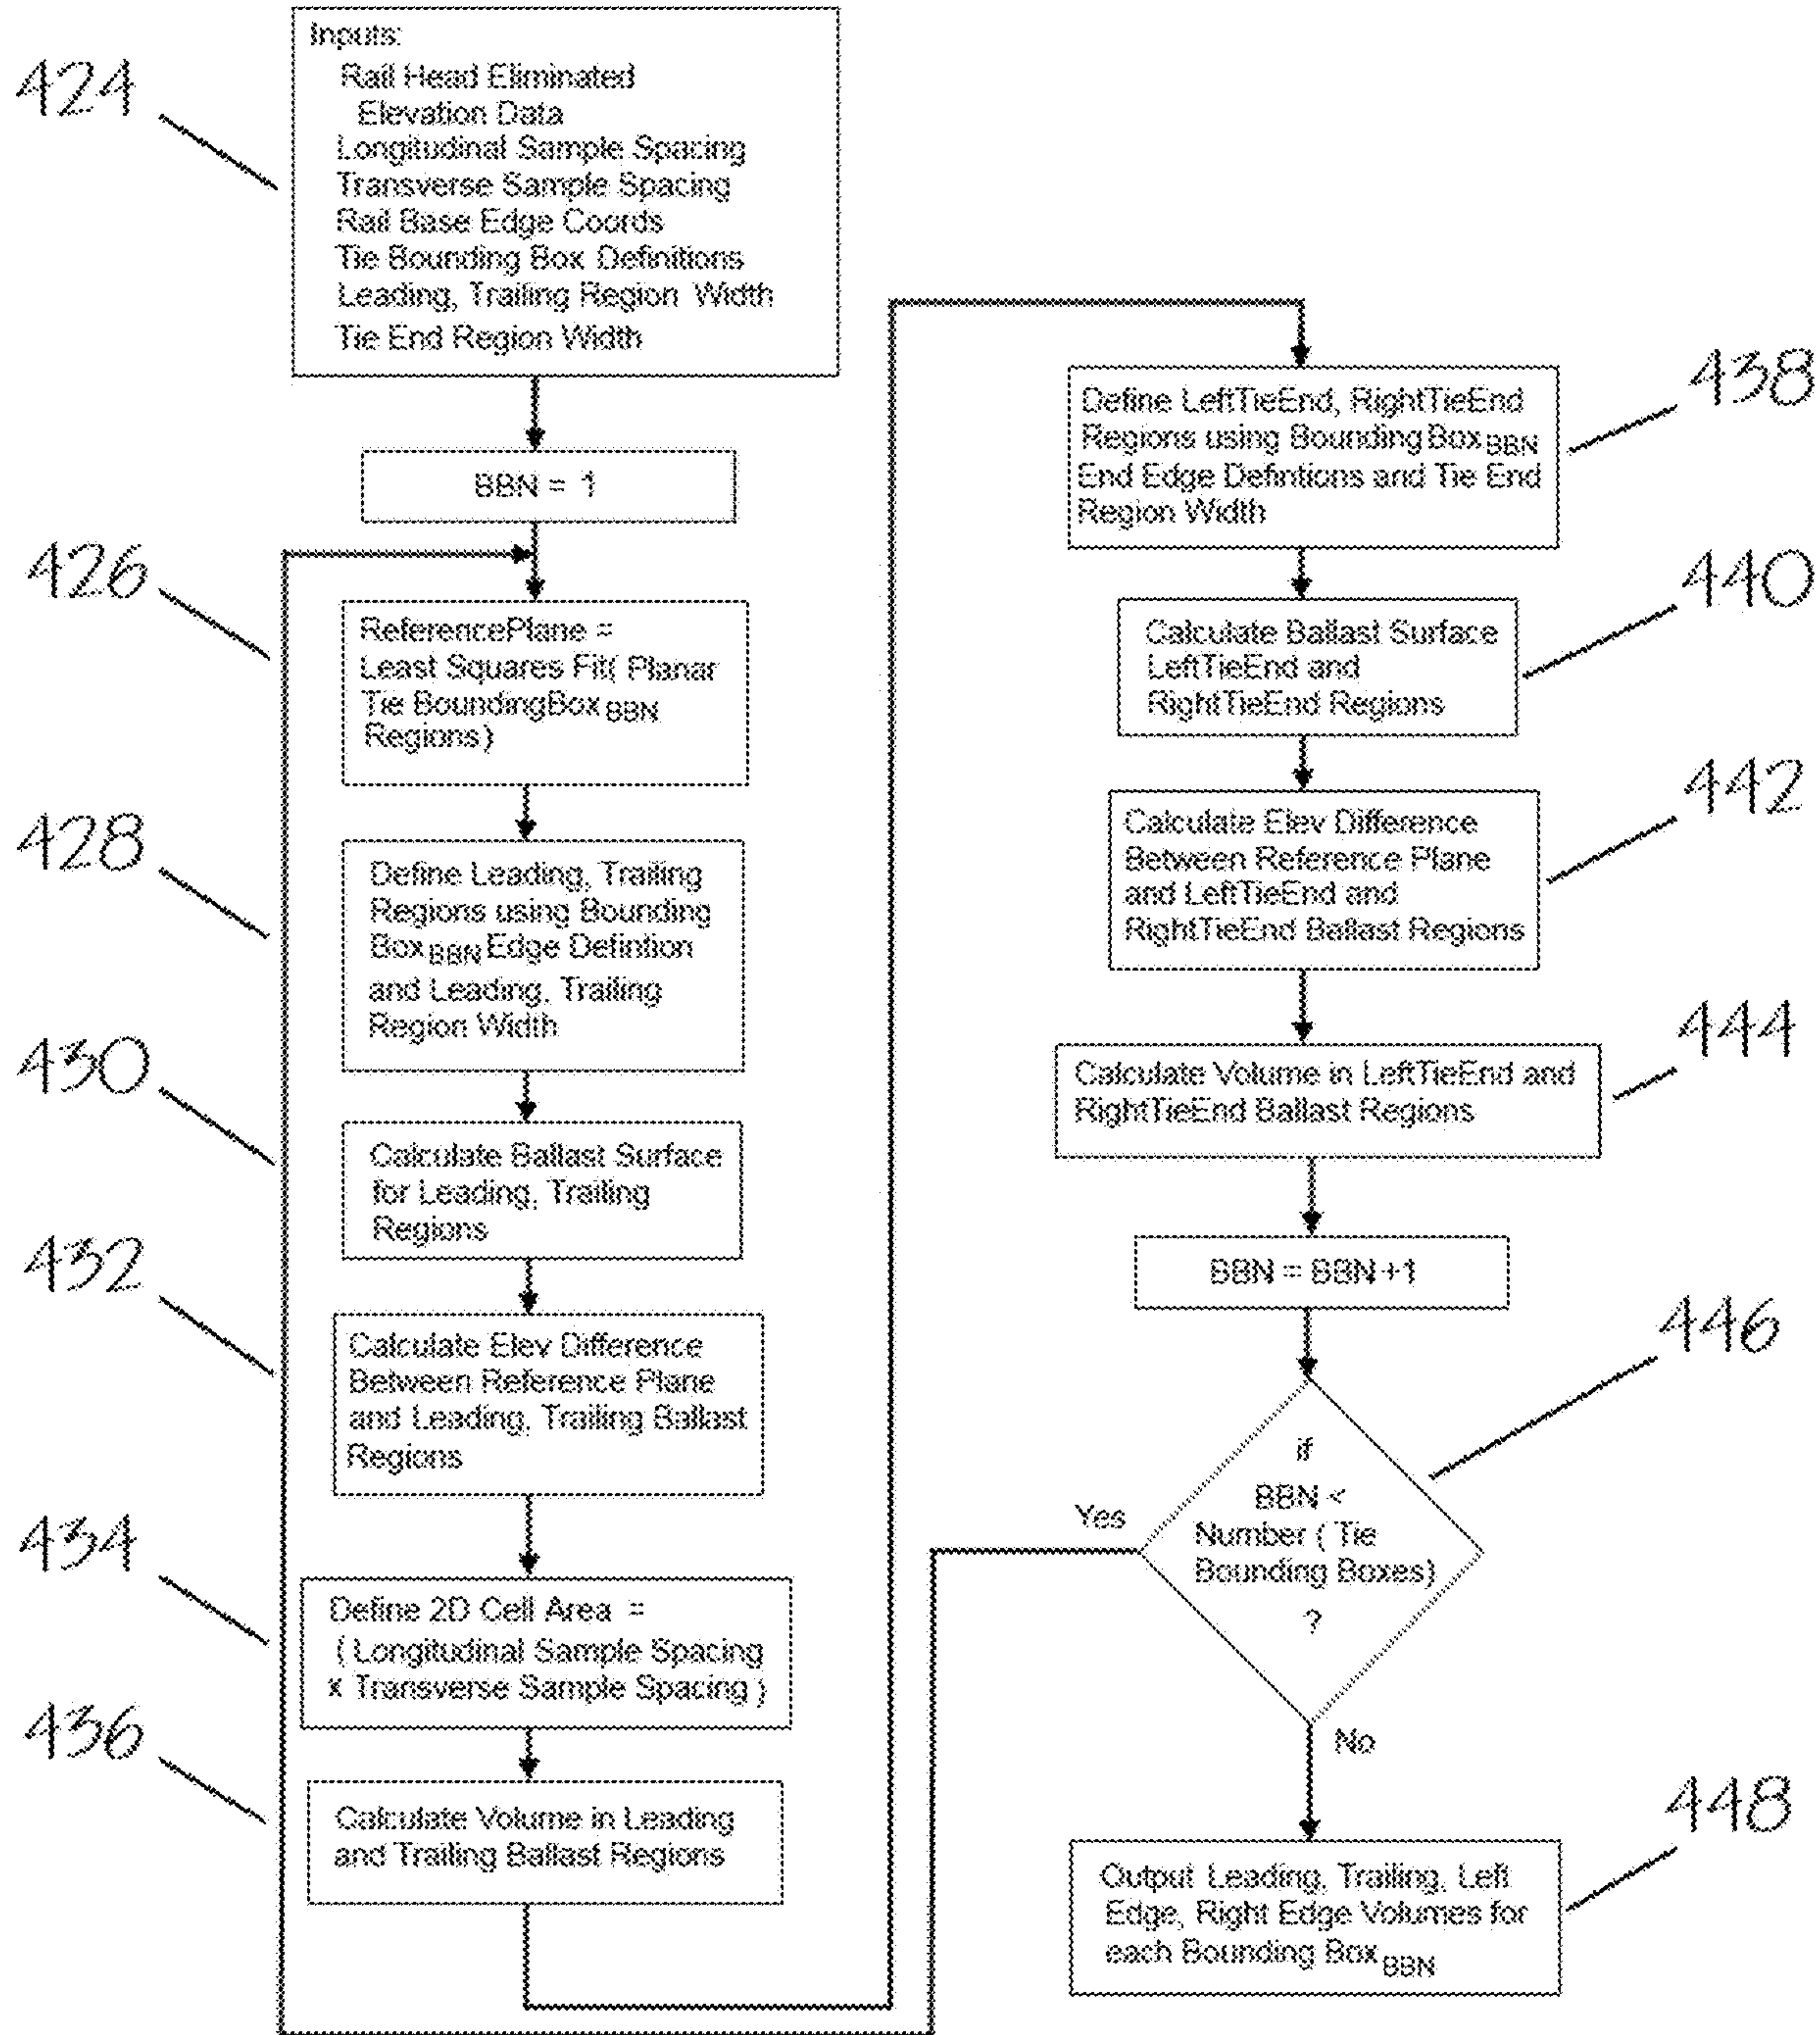 424
Inputs:
Rail Head Eliminated
Elevation Data
Longitudinal Sample Spacing
Transverse Sample Spacing
Rail Base Edge Coords
Tie Bounding Box Definitions
Leading, Trailing Region Width
Tie End Region Width
BBN = 1
426
ReferencePlane =
Least Squares Fit( Planar
Tie BoundingBox BBN
Regions)
428
Define Leading, Trailing
Regions using Bounding
Box BBN Edge Defintion
and Leading, Trailing
Region Width
430
Calculate Ballast Surface
for Leading, Trailing
Regions
432
Calculate Elev Difference
Between Reference Plane
and Leading, Trailing Ballast
Regions
434
Define 2D Cell Area =
( Longitudinal Sample Spacing
x Transverse Sample Spacing )
436
Calculate Volume in Leading
and Trailing Ballast Regions
438
Define LeftTieEnd, RightTieEnd
Regions using Bounding Box BBN
End Edge Defintions and Tie End
Region Width
440
Calculate Ballast Surface
LeftTieEnd and
RightTieEnd Regions
442
Calculate Elev Difference
Between Reference Plane
and LeftTieEnd and
RightTieEnd Ballast Regions
444
Calculate Volume in LeftTieEnd and
RightTieEnd Ballast Regions
BBN = BBN +1
446
if
BBN <
Number ( Tie
Bounding Boxes)
?
Yes
No
448
Output Leading, Trailing, Left
Edge, Right Edge Volumes for
each Bounding Box BBN